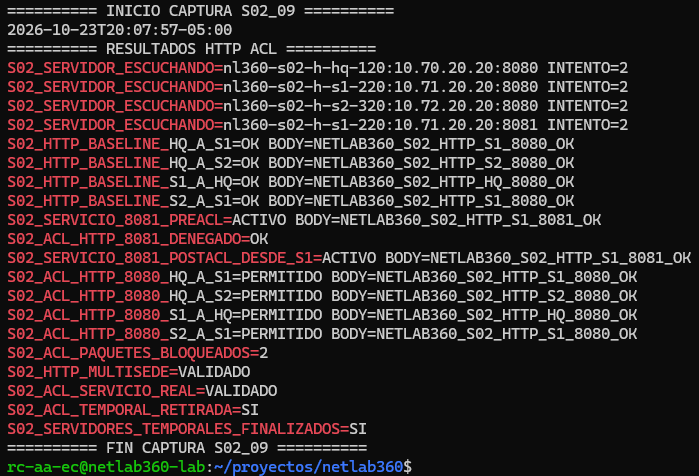 ========== INICIO CAPTURA S02_09 ==========
2026-10-23T20:07:57-05:00
========== RESULTADOS HTTP ACL ==========
S02_SERVIDOR_ESCUCHANDO=nl360-s02-h-hq-120:10.70.20.20:8080 INTENTO=2
S02_SERVIDOR_ESCUCHANDO=nl360-s02-h-s1-220:10.71.20.20:8080 INTENTO=2
S02_SERVIDOR_ESCUCHANDO=nl360-s02-h-s2-320:10.72.20.20:8080 INTENTO=2
S02_SERVIDOR_ESCUCHANDO=nl360-s02-h-s1-220:10.71.20.20:8081 INTENTO=2
S02_HTTP_BASELINE_HQ_A_S1=OK BODY=NETLAB360_S02_HTTP_S1_8080_OK
S02_HTTP_BASELINE_HQ_A_S2=OK BODY=NETLAB360_S02_HTTP_S2_8080_OK
S02_HTTP_BASELINE_S1_A_HQ=OK BODY=NETLAB360_S02_HTTP_HQ_8080_OK
S02_HTTP_BASELINE_S2_A_S1=OK BODY=NETLAB360_S02_HTTP_S1_8080_OK
S02_SERVICIO_8081_PREACL=ACTIVO BODY=NETLAB360_S02_HTTP_S1_8081_OK
S02_ACL_HTTP_8081_DENEGADO=OK
S02_SERVICIO_8081_POSTACL_DESDE_S1=ACTIVO BODY=NETLAB360_S02_HTTP_S1_8081_OK
S02_ACL_HTTP_8080_HQ_A_S1=PERMITIDO BODY=NETLAB360_S02_HTTP_S1_8080_OK
S02_ACL_HTTP_8080_HQ_A_S2=PERMITIDO BODY=NETLAB360_S02_HTTP_S2_8080_OK
S02_ACL_HTTP_8080_S1_A_HQ=PERMITIDO BODY=NETLAB360_S02_HTTP_HQ_8080_OK
S02_ACL_HTTP_8080_S2_A_S1=PERMITIDO BODY=NETLAB360_S02_HTTP_S1_8080_OK
S02_ACL_PAQUETES_BLOQUEADOS=2
S02_HTTP_MULTISEDE=VALIDADO
S02_ACL_SERVICIO_REAL=VALIDADO
S02_ACL_TEMPORAL_RETIRADA=SI
S02_SERVIDORES_TEMPORALES_FINALIZADOS=SI
========== FIN CAPTURA S02_09 ==========
rc-aa-ec@netlab360-lab:~/proyectos/netlab360$